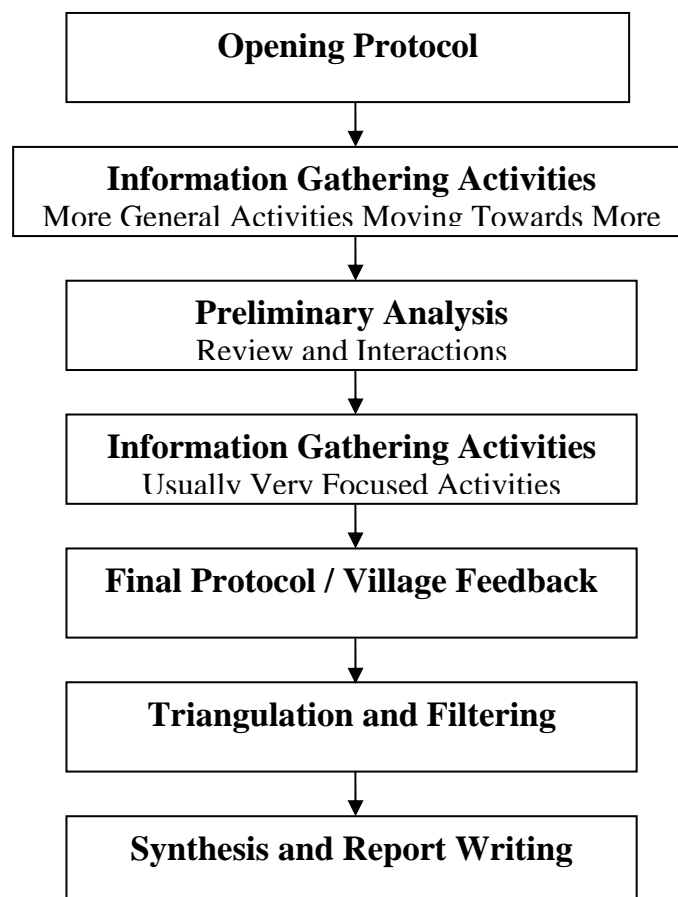 Opening Protocol
Information Gathering Activities
More General Activities Moving Towards More
Preliminary Analysis
Review and Interactions
Information Gathering Activities
Usually Very Focused Activities
Final Protocol / Village Feedback
Triangulation and Filtering
Synthesis and Report Writing